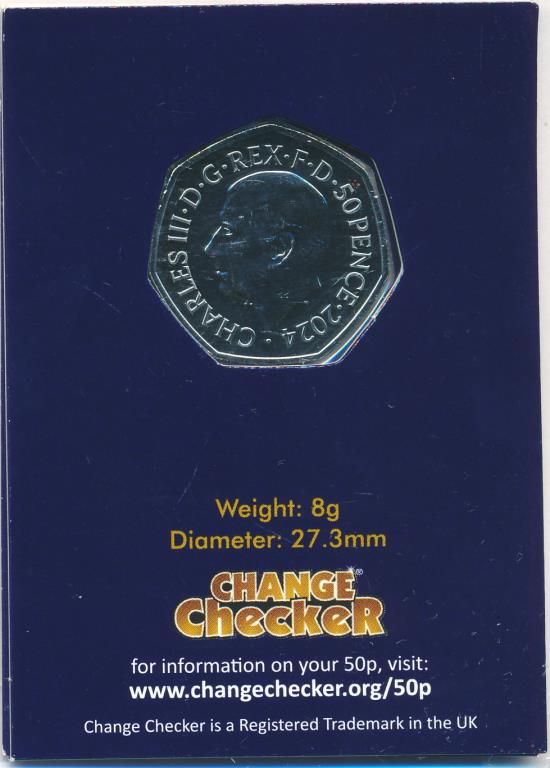 CHARLES III · D · G · REX · F · D · 50 PENCE · 2024 ·
Weight: 8g
Diameter: 27.3mm
CHANGE
CHecKeR®
for information on your 50p, visit:
www.changechecker.org/50p
Change Checker is a Registered Trademark in the UK